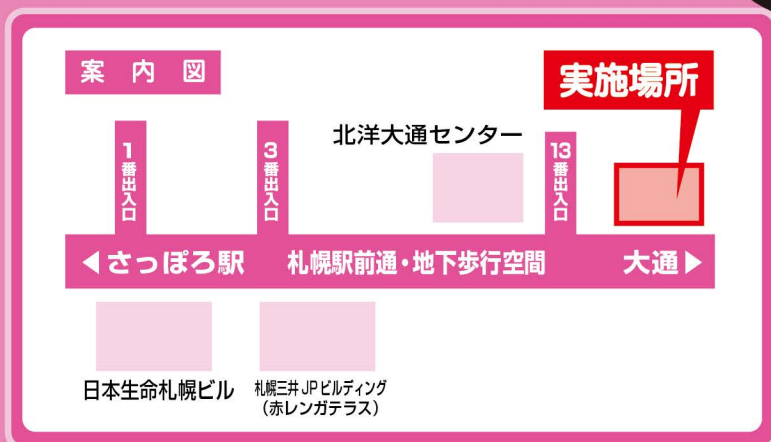 案内図
実施場所
北洋大通センター
1番出入口
3番出入口
13番出入口
◀さっぽろ駅 札幌駅前通・地下歩行空間 大通▶
日本生命札幌ビル
札幌三井JPビルディング
(赤レンガテラス)